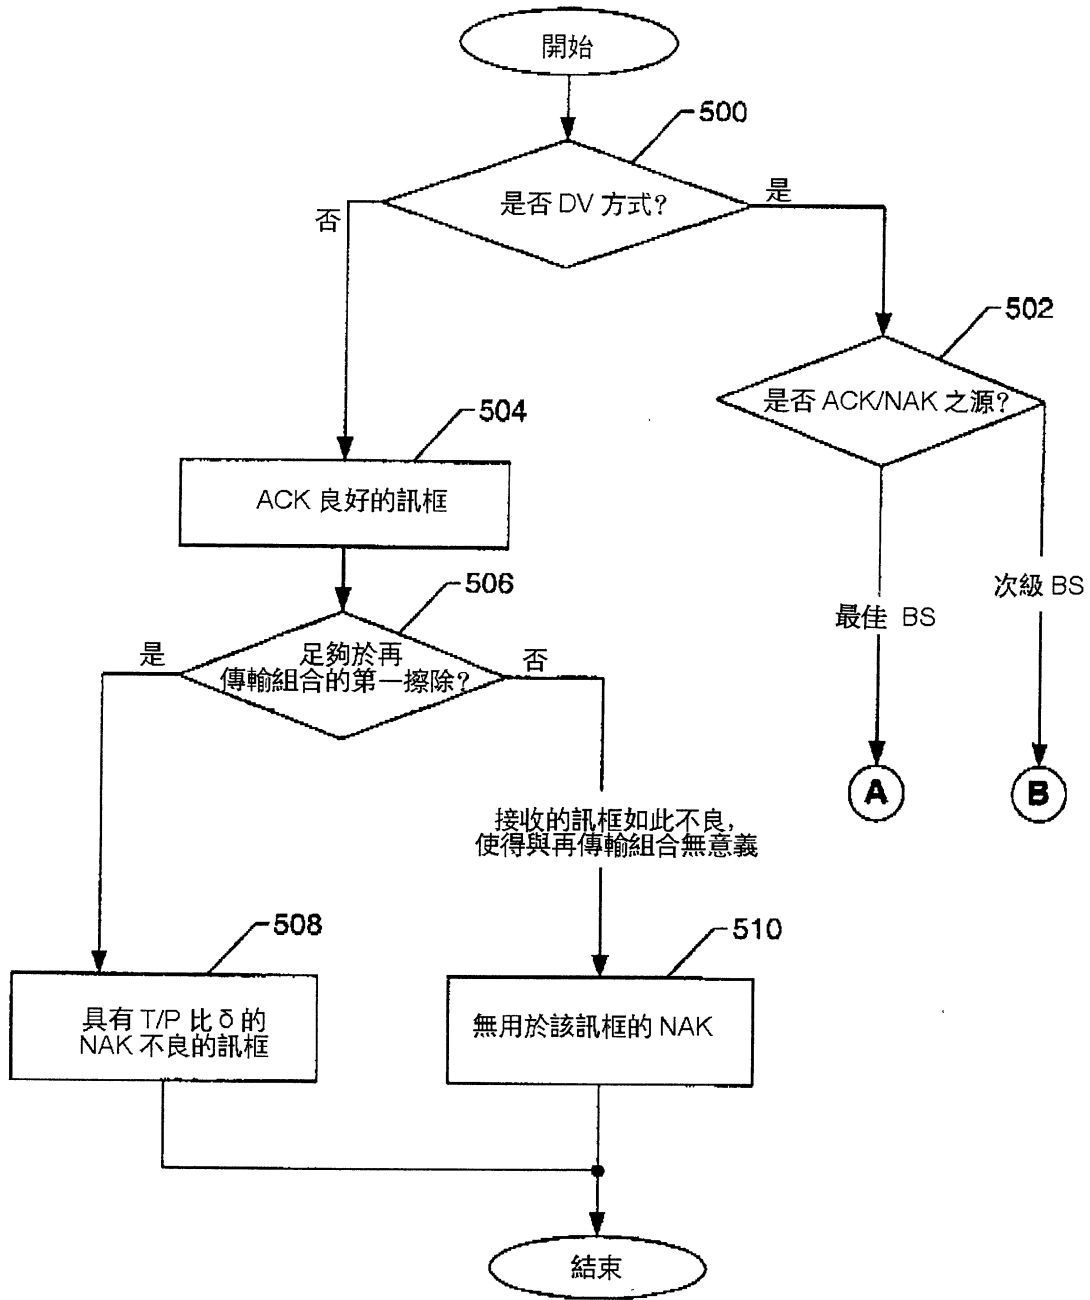 開始
500
是否 DV 方式?
是
否
502
是否 ACK/NAK 之源?
504
ACK 良好的訊框
506
足夠於再
傳輸組合的第一擦除?
是
否
次級 BS
最佳 BS
A
B
接收的訊框如此不良,
使得與再傳輸組合無意義
508
具有 T/P 比 δ 的
NAK 不良的訊框
510
無用於該訊框的 NAK
結束